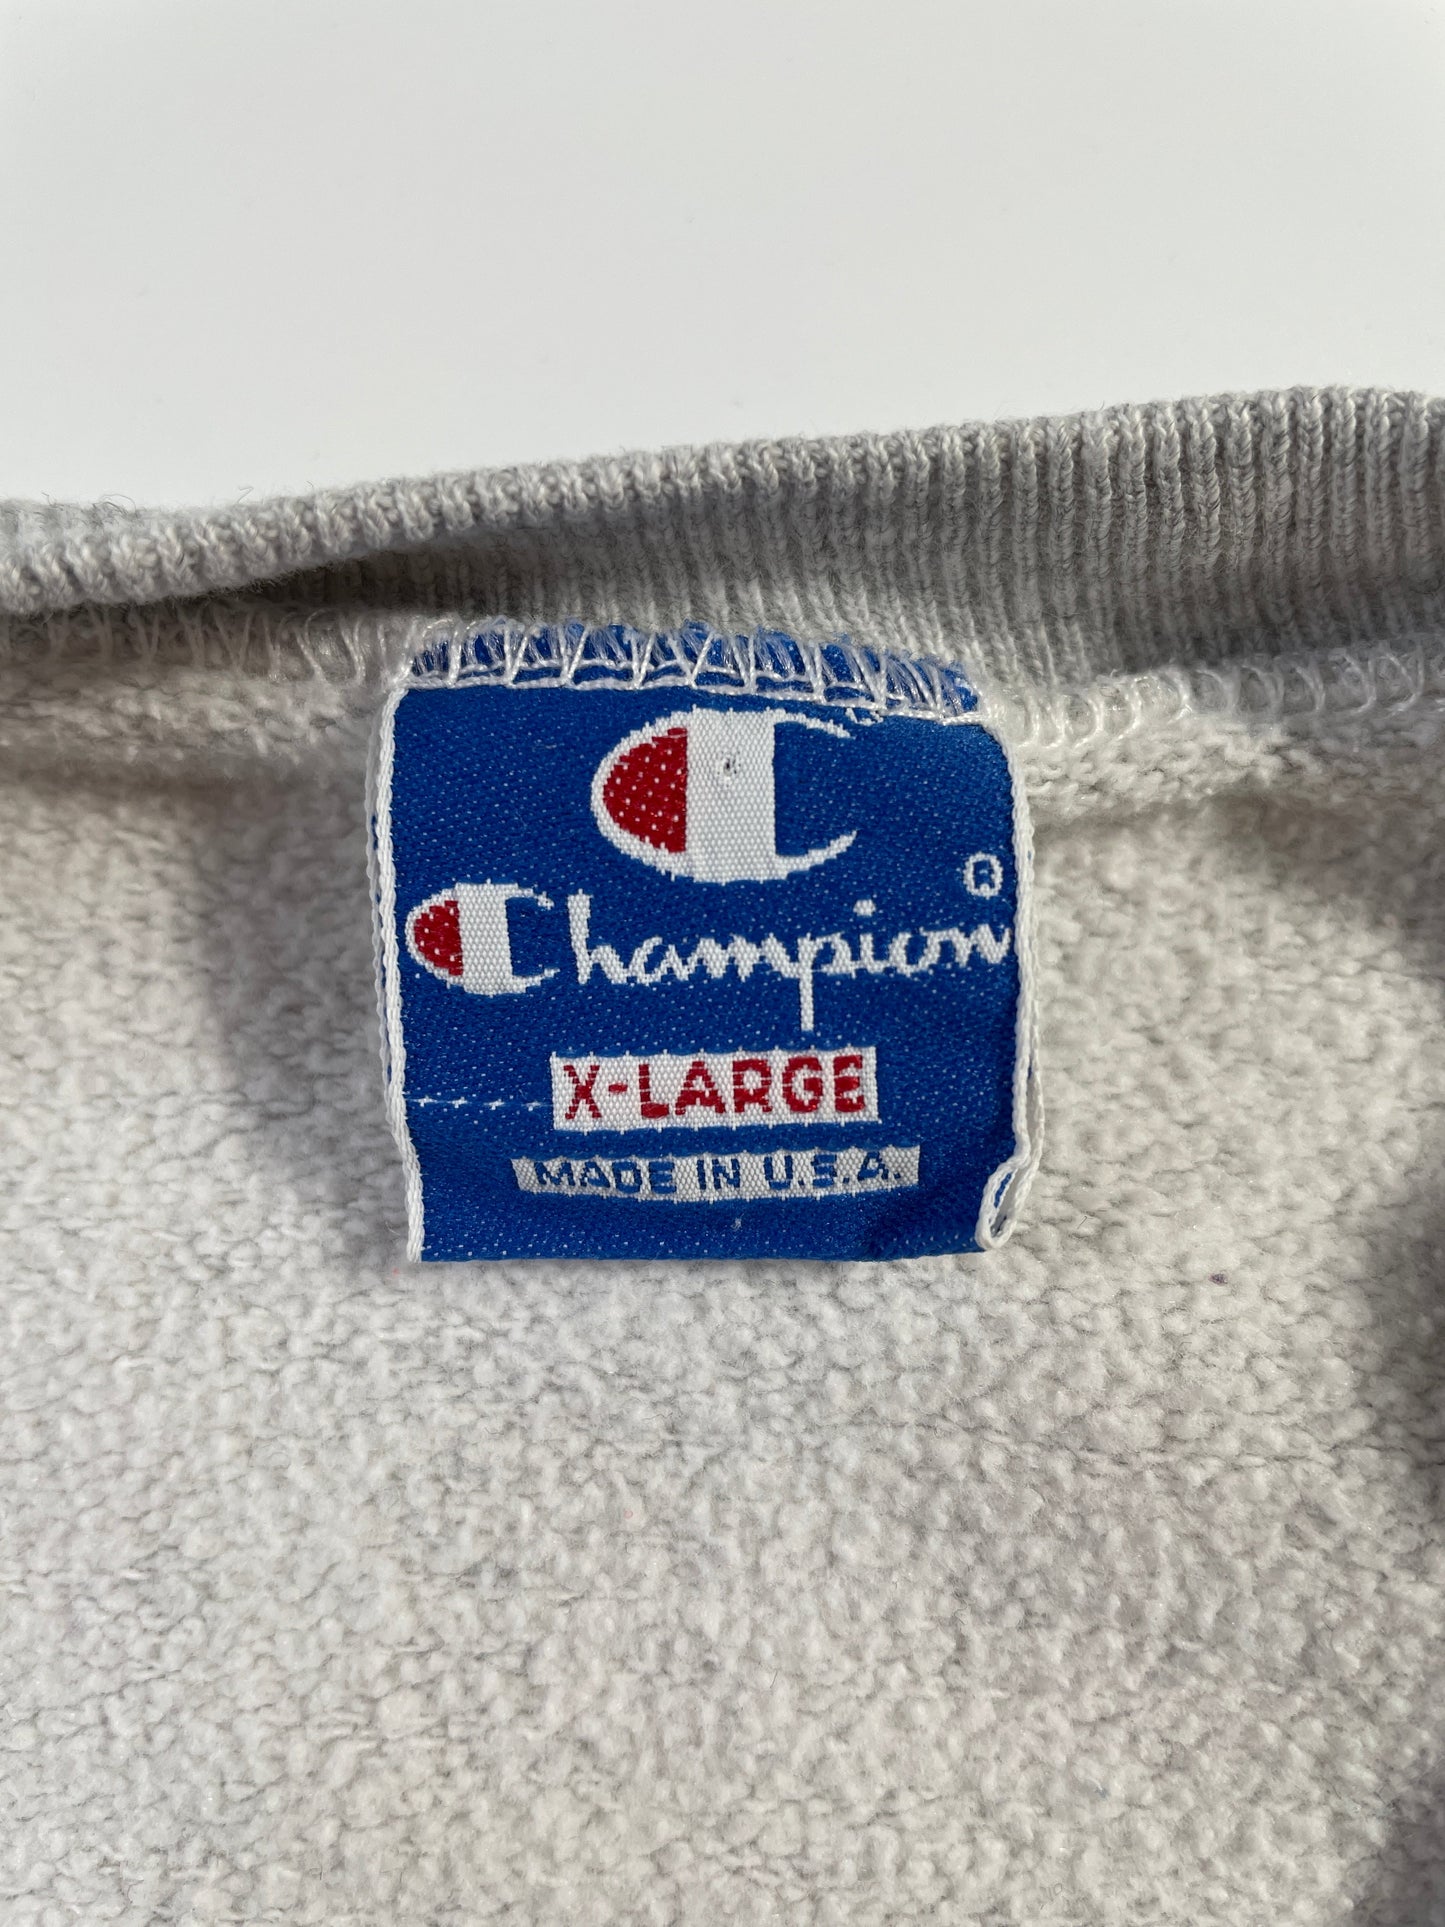 Champion®
X-LARGE
MADE IN U.S.A.